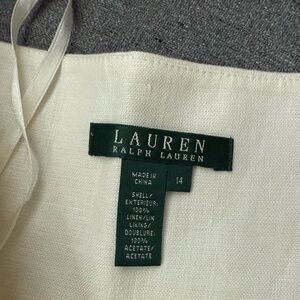 LAUREN
RALPH LAUREN
MADE IN
CHINA
14
SHELL/
EXTERIEUR:
100%
LINEN/LIN
LINING/
DOUBLURE:
100%
ACETATE/
ACETATE